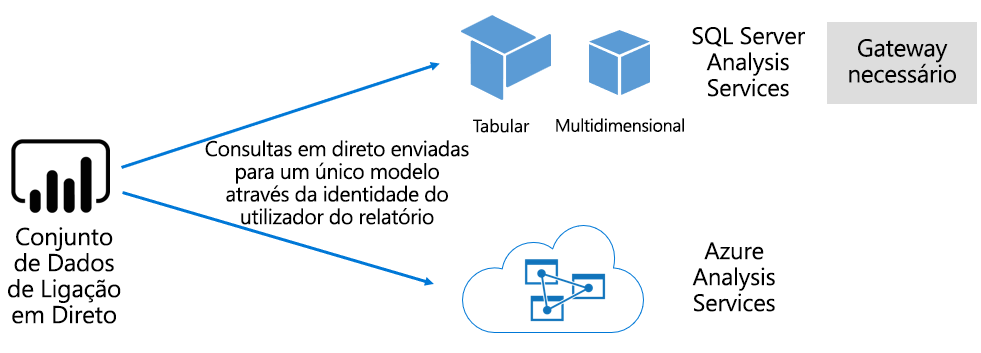 SQL Server
Analysis
Services
Gateway
necessário
Tabular
Multidimensional
Consultas em direto enviadas
para um único modelo
através da identidade do
utilizador do relatório
Conjunto
de Dados
de Ligação
em Direto
Azure
Analysis
Services